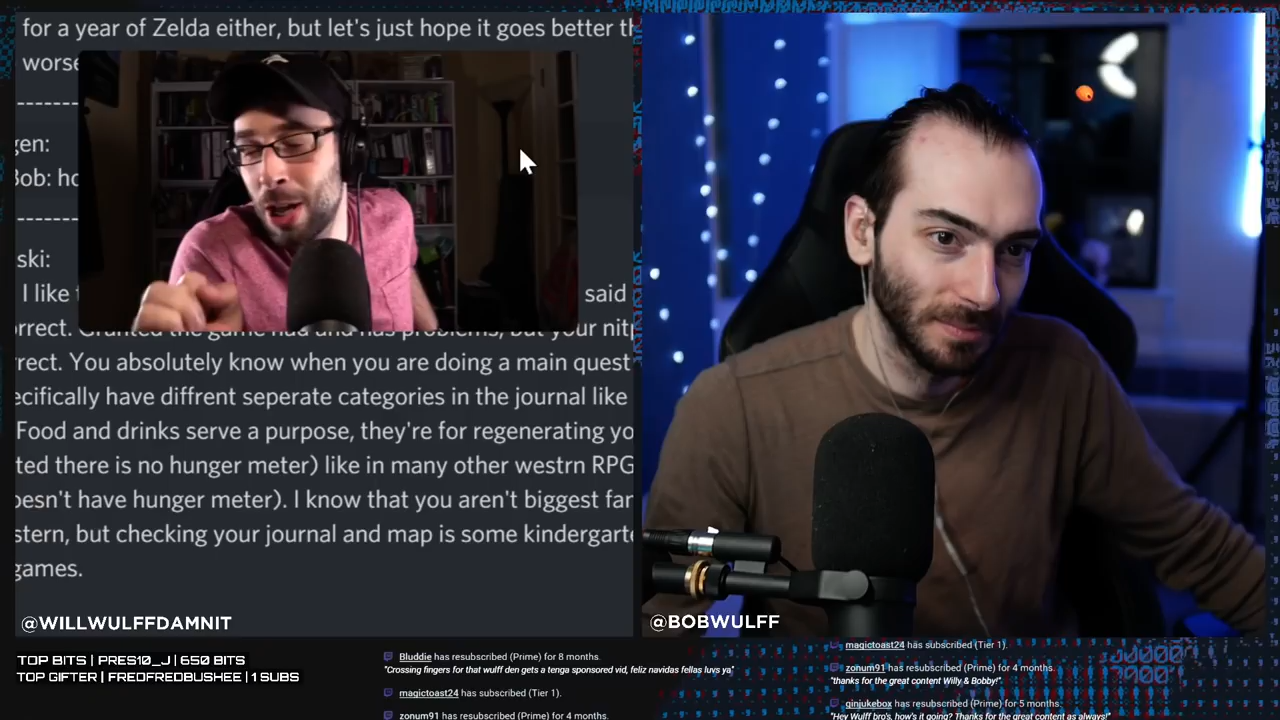 for a year of Zelda either, but let's just hope it goes better th
worse
gen:
Bob: ho
ski:
I like
said
rrect. Granted the game had and has problems, but your nitp
rrect. You absolutely know when you are doing a main quest
ecifically have diffrent seperate categories in the journal like
Food and drinks serve a purpose, they're for regenerating yo
ted there is no hunger meter) like in many other westrn RPG
oesn't have hunger meter). I know that you aren't biggest fan
stern, but checking your journal and map is some kindergarte
games.
@WILLWULFFDAMNIT
@BOBWULFF
TOP BITS | PRES10_J | 650 BITS
TOP GIFTER | FREDFREDBUSHEE | 1 SUBS
Bluddie has resubscribed (Prime) for 8 months.
"Crossing fingers for that wulff den gets a tenga sponsored vid, feliz navidas fellas luvs ya"
magictoast24 has subscribed (Tier 1).
zonum91 has resubscribed (Prime) for 4 months.
magictoast24 has subscribed (Tier 1).
zonum91 has resubscribed (Prime) for 4 months.
"thanks for the great content Willy & Bobby!"
ginjukebox has resubscribed (Prime) for 5 months.
"Hey Wulff bro's, how's it going? Thanks for the great content as always!"